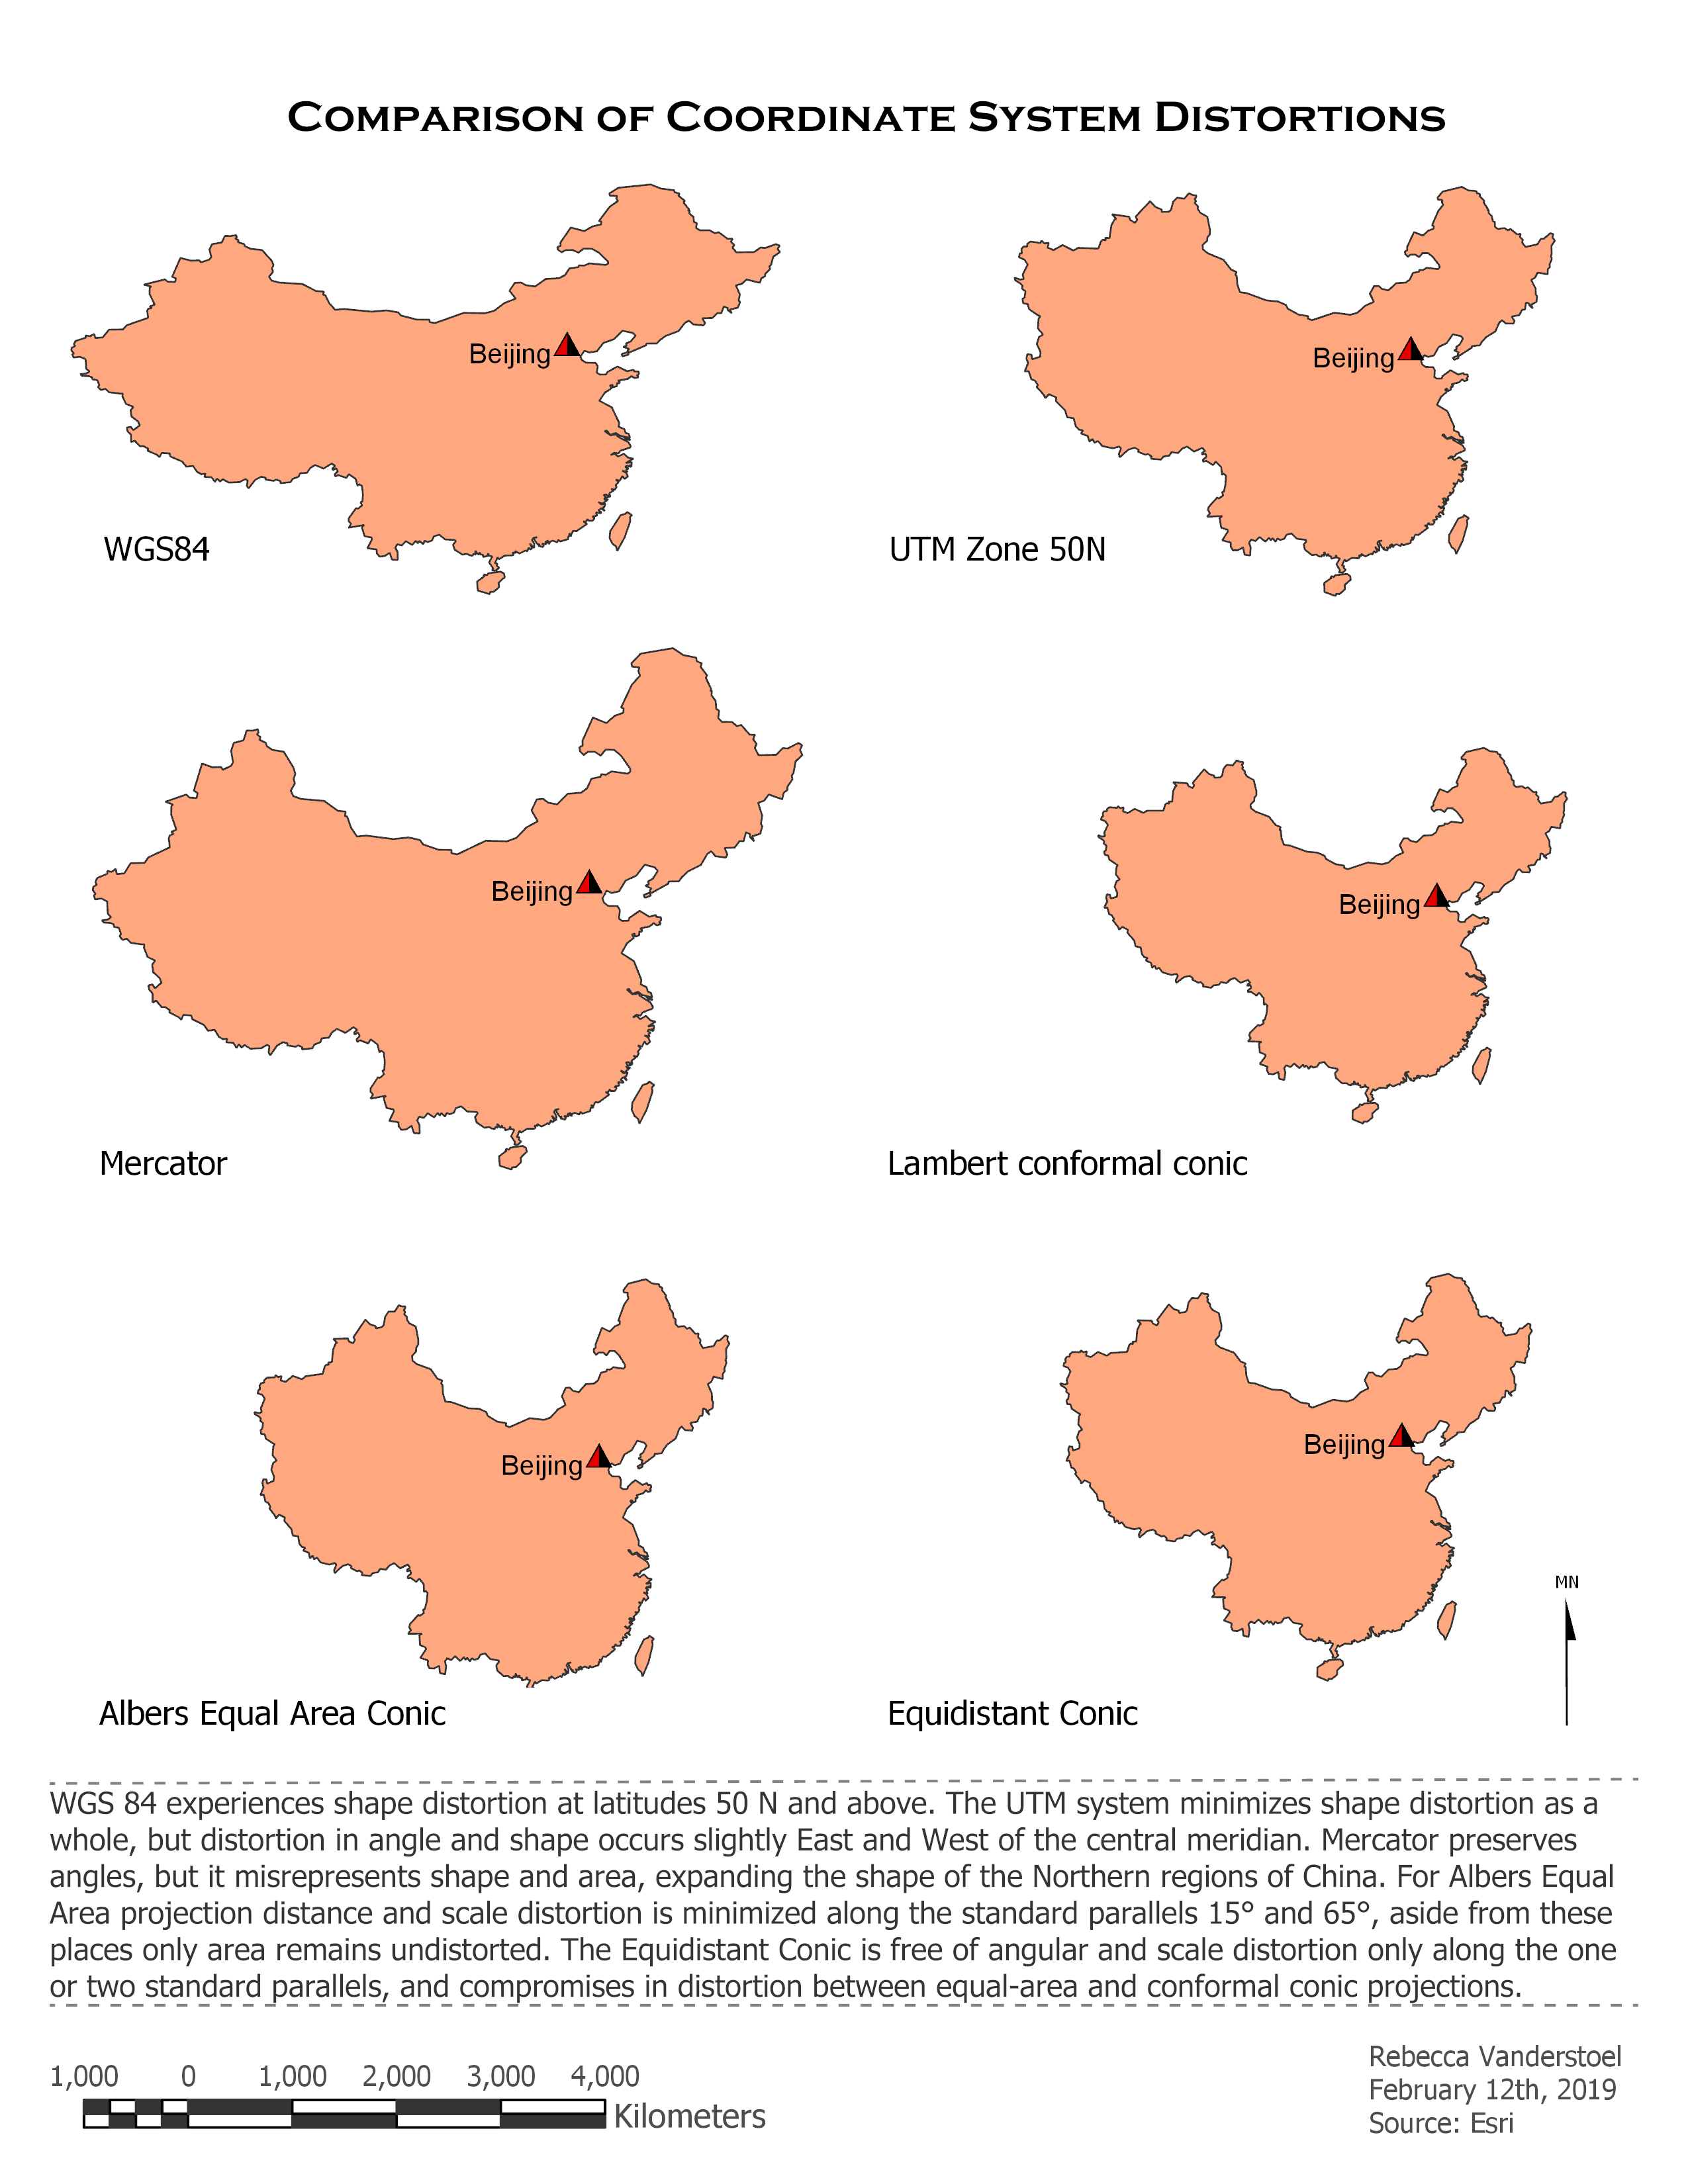 COMPARISON OF COORDINATE SYSTEM DISTORTIONS
Beijing
WGS84
Beijing
UTM Zone 50N
Beijing
Mercator
Beijing
Lambert conformal conic
Beijing
Albers Equal Area Conic
Beijing
Equidistant Conic
MN
WGS 84 experiences shape distortion at latitudes 50 N and above. The UTM system minimizes shape distortion as a
whole, but distortion in angle and shape occurs slightly East and West of the central meridian. Mercator preserves
angles, but it misrepresents shape and area, expanding the shape of the Northern regions of China. For Albers Equal
Area projection distance and scale distortion is minimized along the standard parallels 15° and 65°, aside from these
places only area remains undistorted. The Equidistant Conic is free of angular and scale distortion only along the one
or two standard parallels, and compromises in distortion between equal-area and conformal conic projections.
1,000 0 1,000 2,000 3,000 4,000
Kilometers
Rebecca Vanderstoel
February 12th, 2019
Source: Esri